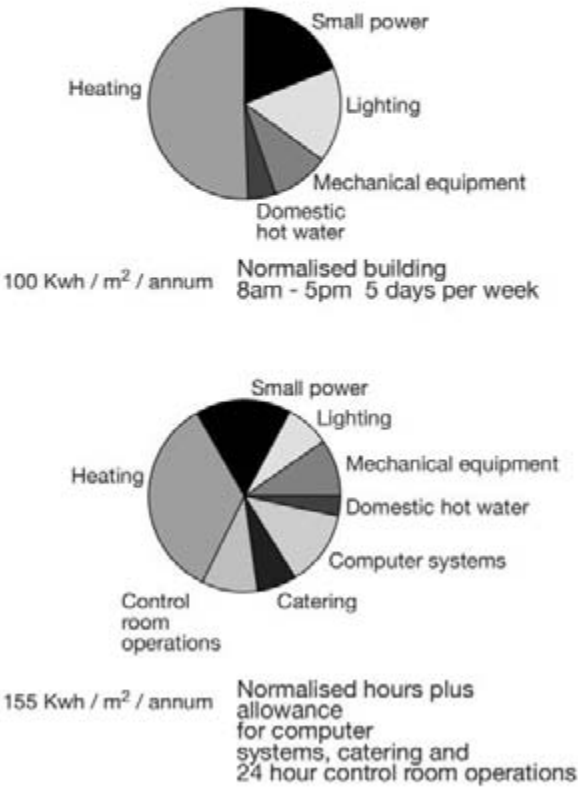 Small power
Heating
Lighting
Mechanical equipment
Domestic
hot water
100 Kwh / m² / annum
Normalised building
8am - 5pm 5 days per week
Small power
Lighting
Heating
Mechanical equipment
Domestic hot water
Computer systems
Control
room
operations
Catering
155 Kwh / m² / annum
Normalised hours plus
allowance
for computer
systems, catering and
24 hour control room operations